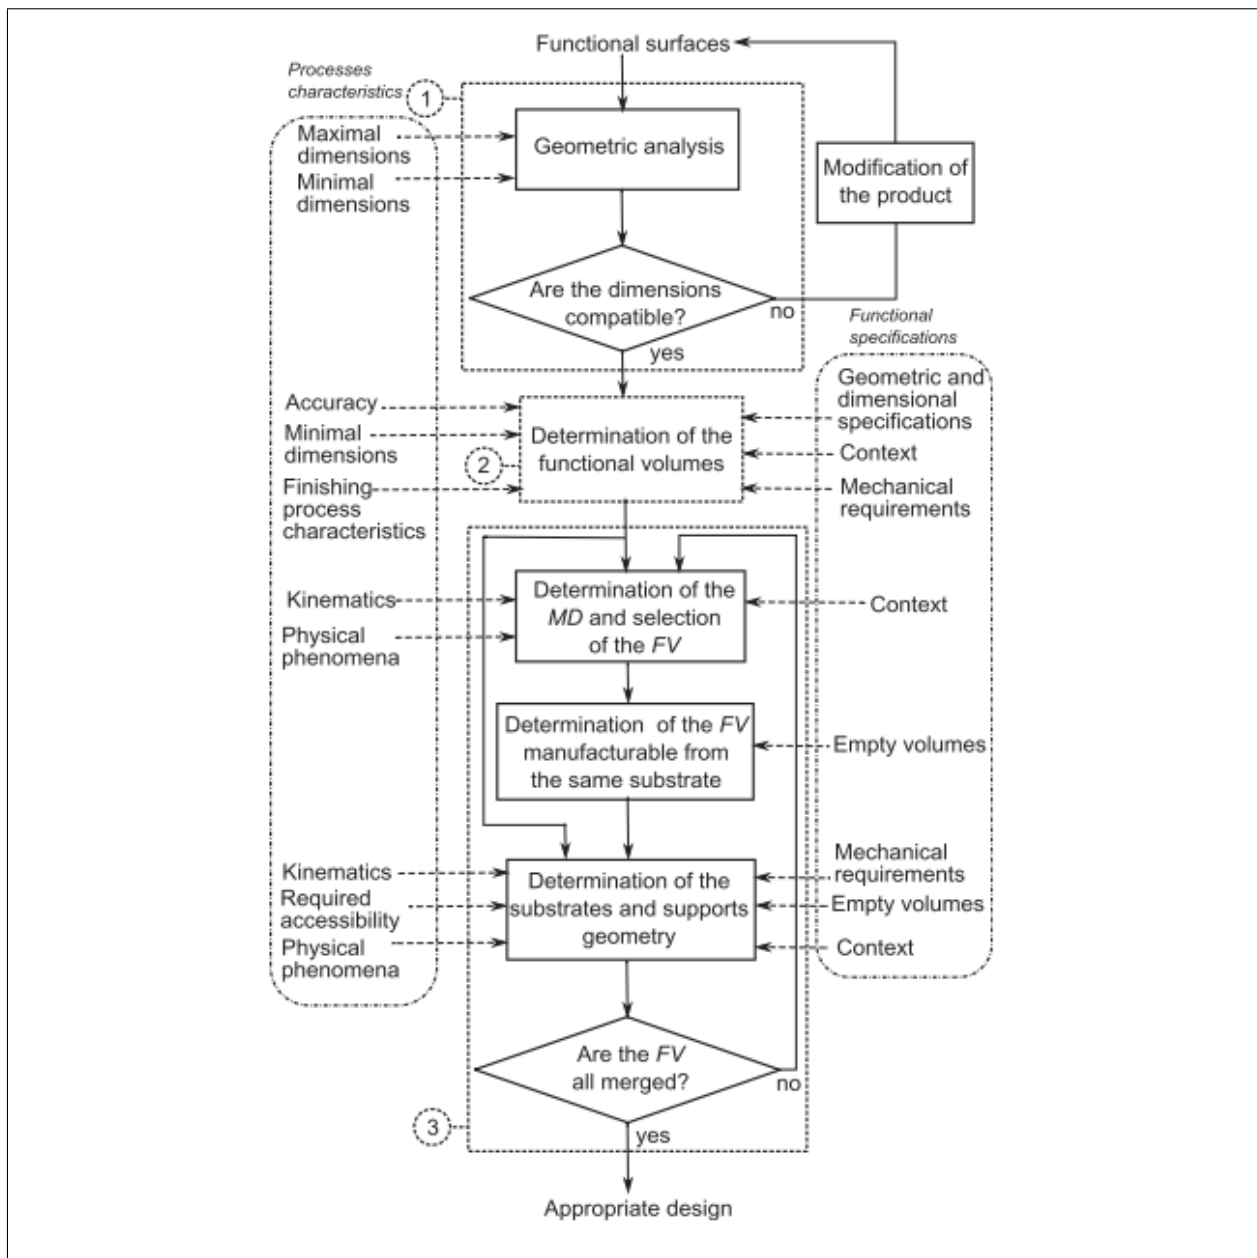 Functional surfaces
Processes
characteristics
1
Maximal
dimensions
Minimal
dimensions
Geometric analysis
Modification of
the product
Are the dimensions
compatible?
no
yes
Functional
specifications
Accuracy
Minimal
dimensions
Finishing
process
characteristics
2
Determination of the
functional volumes
Geometric and
dimensional
specifications
Context
Mechanical
requirements
Kinematics
Physical
phenomena
Determination of the
MD and selection
of the FV
Context
Determination of the FV
manufacturable from
the same substrate
Empty volumes
Kinematics
Required
accessibility
Physical
phenomena
Determination of the
substrates and supports
geometry
Mechanical
requirements
Empty volumes
Context
Are the FV
all merged?
no
3
yes
Appropriate design